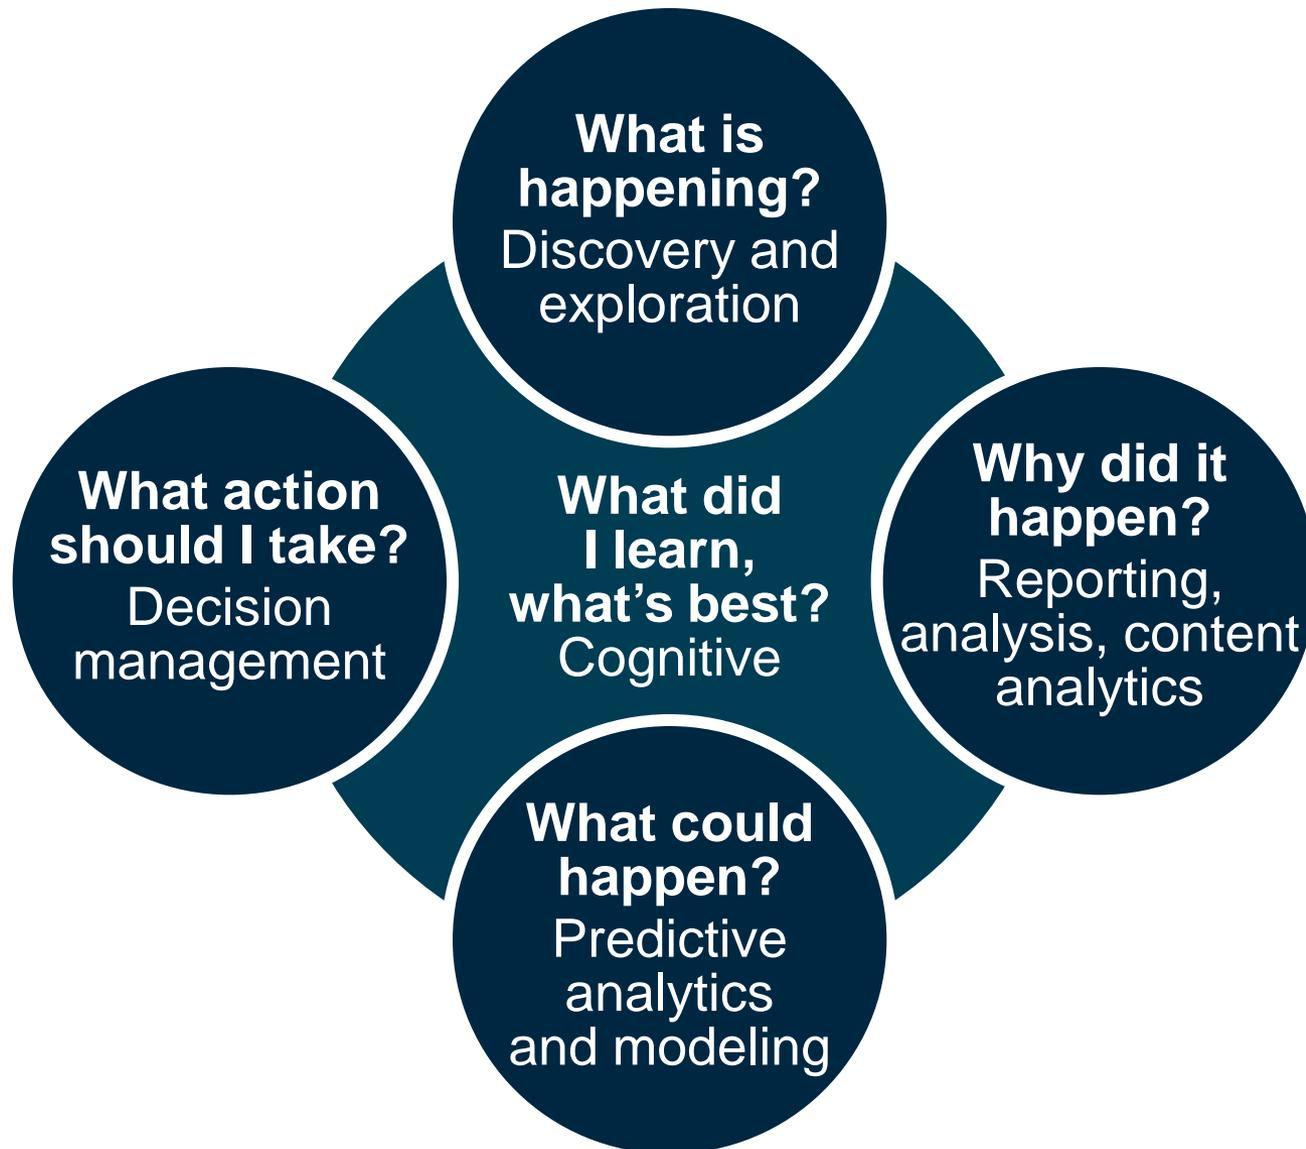 What is
happening?
Discovery and
exploration
What action
should I take?
Decision
management
What did
I learn,
what’s best?
Cognitive
Why did it
happen?
Reporting,
analysis, content
analytics
What could
happen?
Predictive
analytics
and modeling